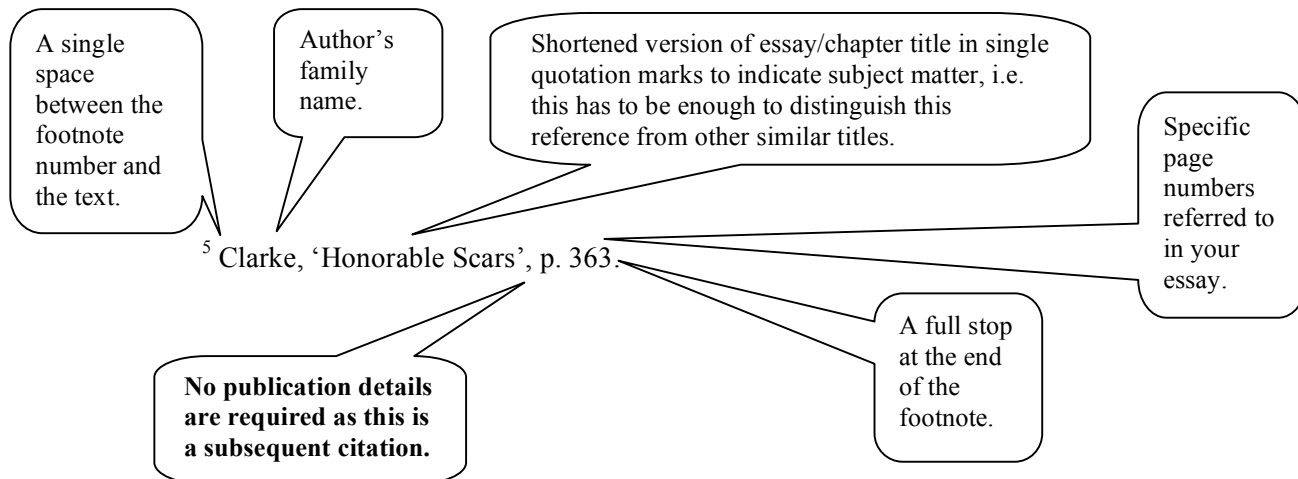 A single
space
between the
footnote
number and
the text.
Author’s
family
name.
Shortened version of essay/chapter title in single
quotation marks to indicate subject matter, i.e.
this has to be enough to distinguish this
reference from other similar titles.
Specific
page
numbers
referred to
in your
essay.
5 Clarke, ‘Honorable Scars’, p. 363.
A full stop
at the end
of the
footnote.
No publication details
are required as this is
a subsequent citation.